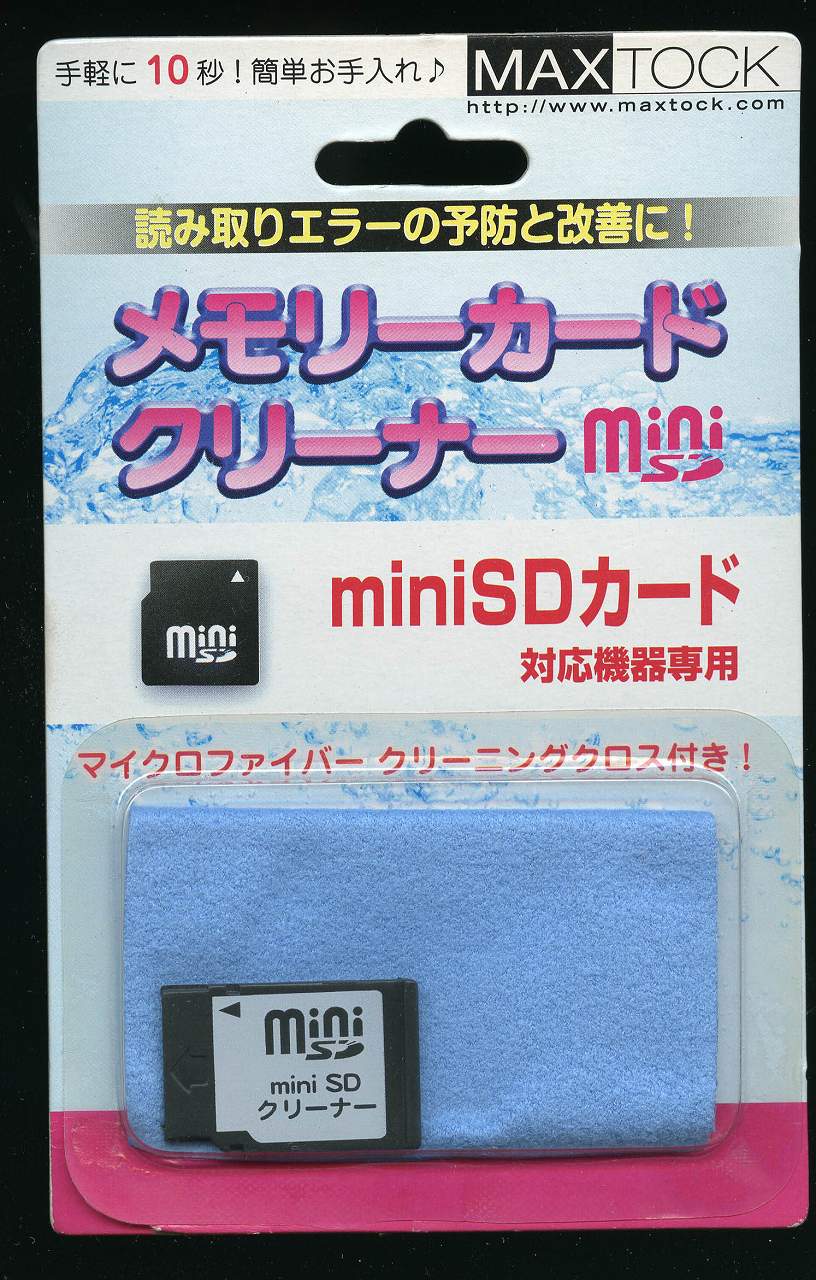 手軽に10秒！簡単お手入れ♪
MAXTOCK
http://www.maxtock.com
読み取りエラーの予防と改善に！
メモリーカード
クリーナー mini SD
mini SD
miniSDカード
対応機器専用
マイクロファイバー クリーニングクロス付き！
mini SD
mini SD
クリーナー